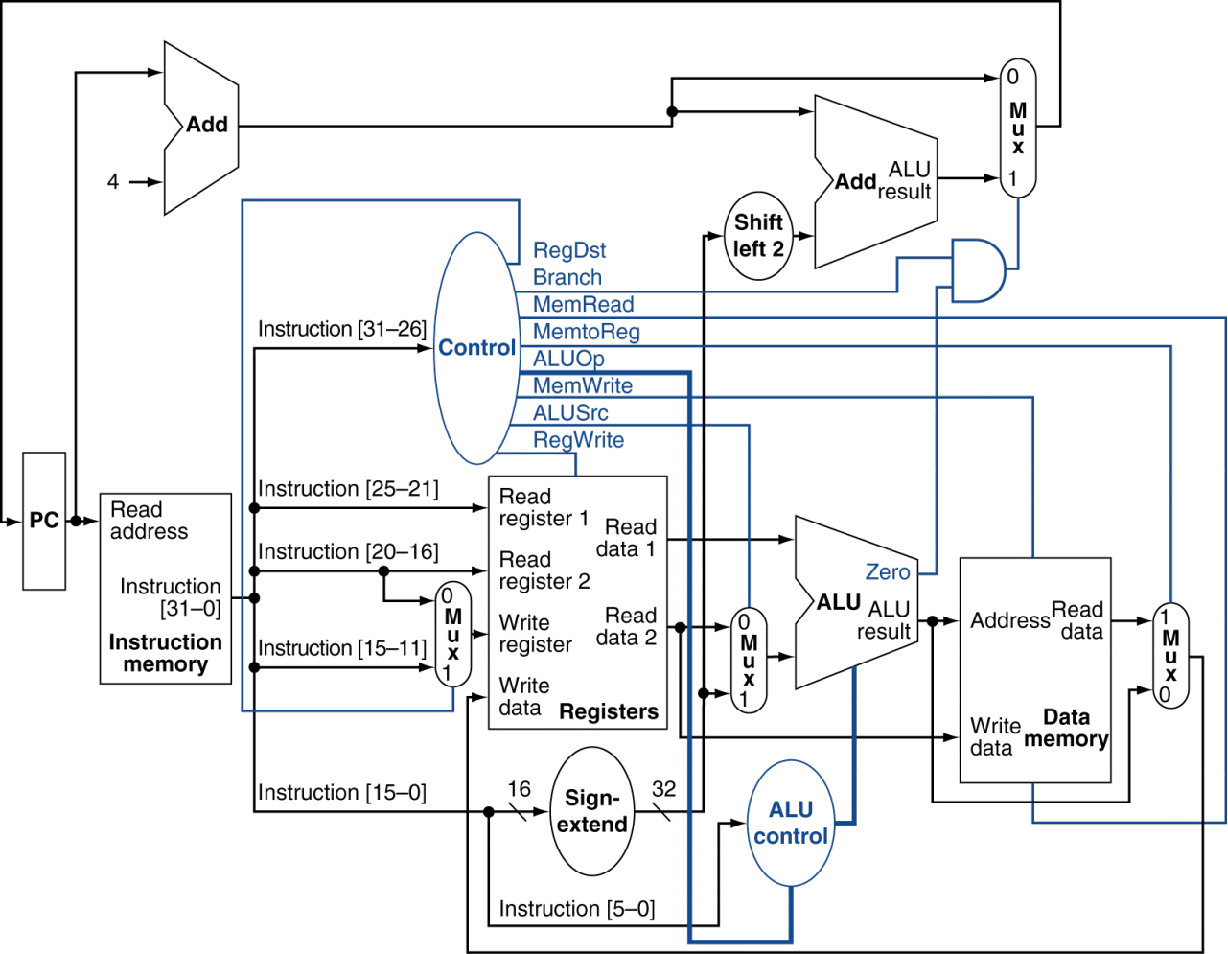 0
M
u
x
1
Add
4
Add
ALU
result
Shift
left 2
RegDst
Branch
MemRead
MemtoReg
ALUOp
MemWrite
ALUSrc
RegWrite
Control
Instruction [31–26]
Instruction [25–21]
Instruction [20–16]
Instruction [15–11]
Instruction [15–0]
Instruction [5–0]
PC
Read
address
Instruction
[31–0]
Instruction
memory
0
M
u
x
1
Read
register 1
Read
register 2
Write
register
Write
data
Read
data 1
Read
data 2
Registers
0
M
u
x
1
Zero
ALU
ALU
result
Address
Read
data
Write
data
Data
memory
1
M
u
x
0
16
Sign-
extend
32
ALU
control